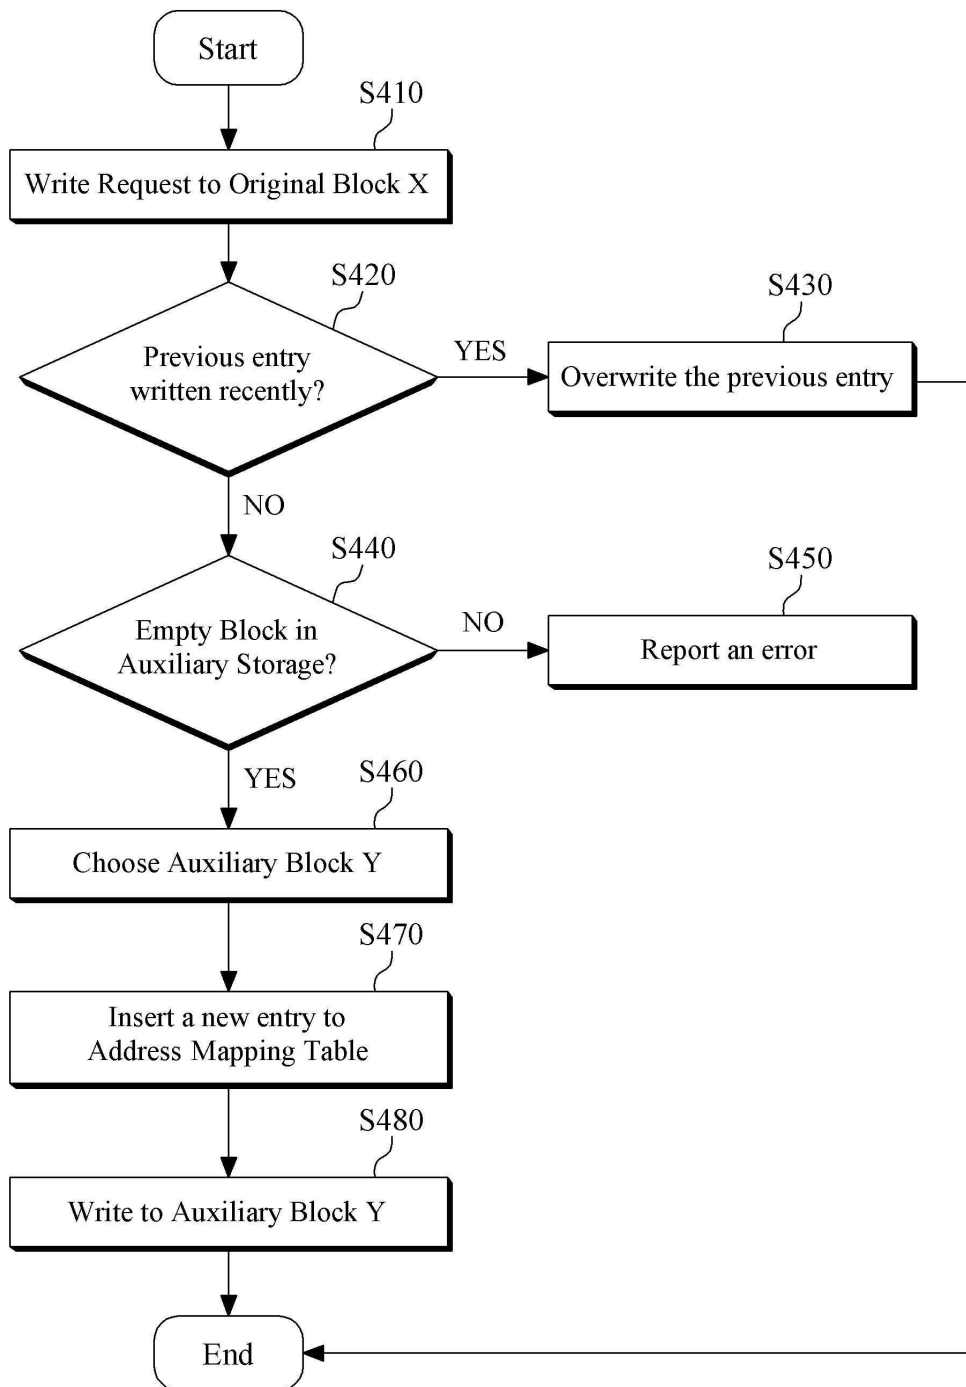 Start
S410
Write Request to Original Block X
S420
Previous entry
written recently?
YES
S430
Overwrite the previous entry
NO
S440
Empty Block in
Auxiliary Storage?
NO
S450
Report an error
YES
S460
Choose Auxiliary Block Y
S470
Insert a new entry to
Address Mapping Table
S480
Write to Auxiliary Block Y
End